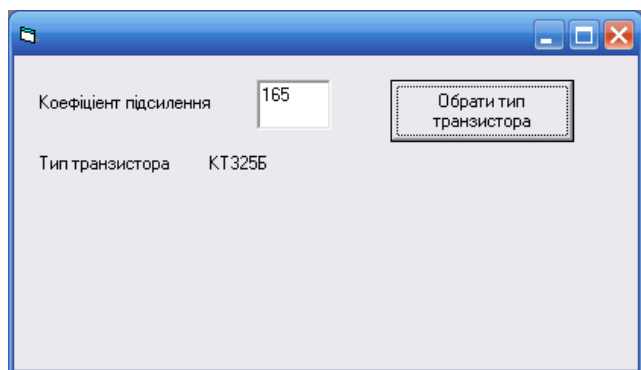 Коефіцієнт підсилення
165
Обрати тип
транзистора
Тип транзистора
КТ325Б